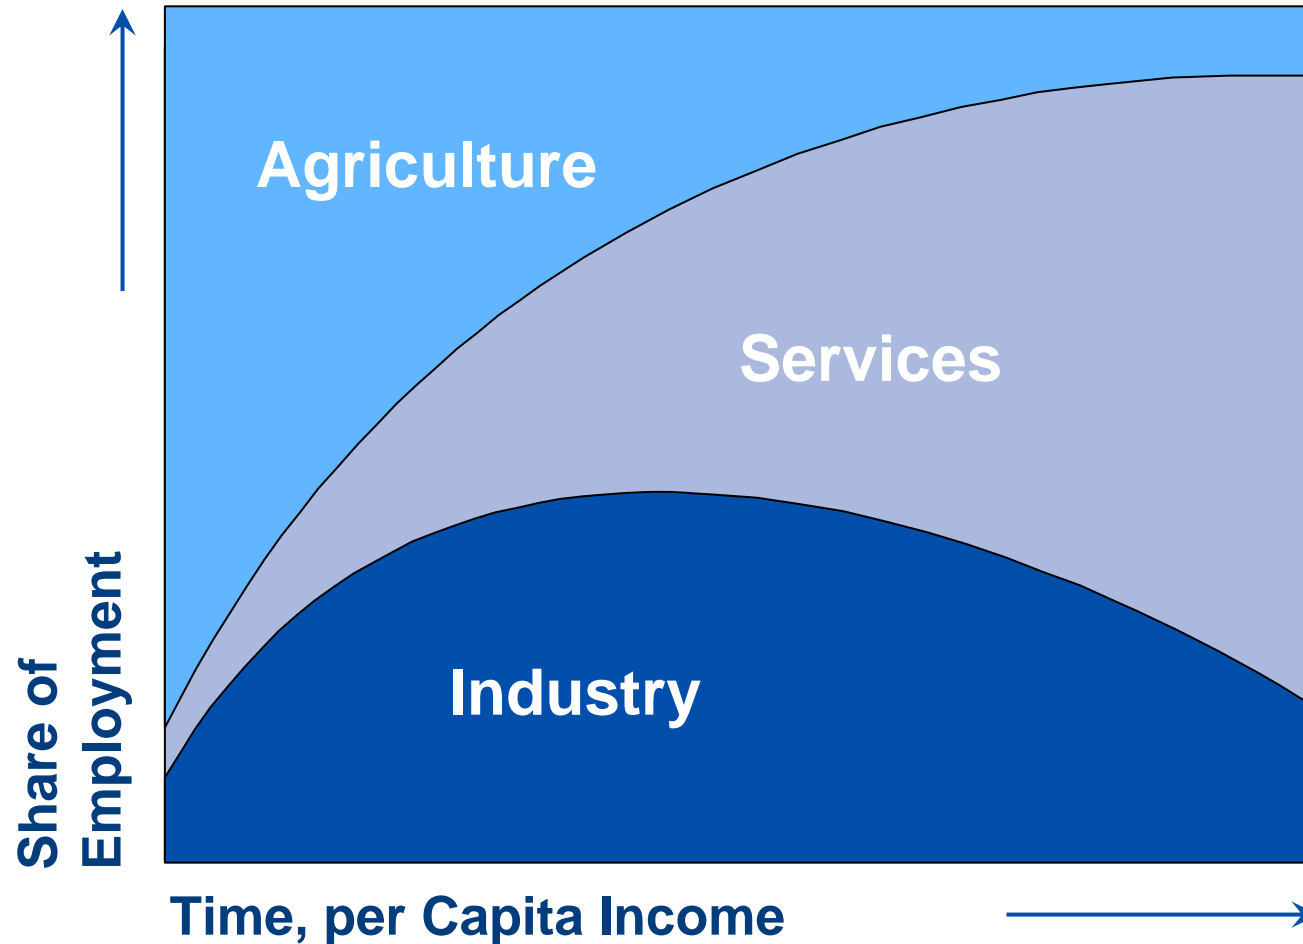 Agriculture
Services
Industry
Share of
Employment
Time, per Capita Income